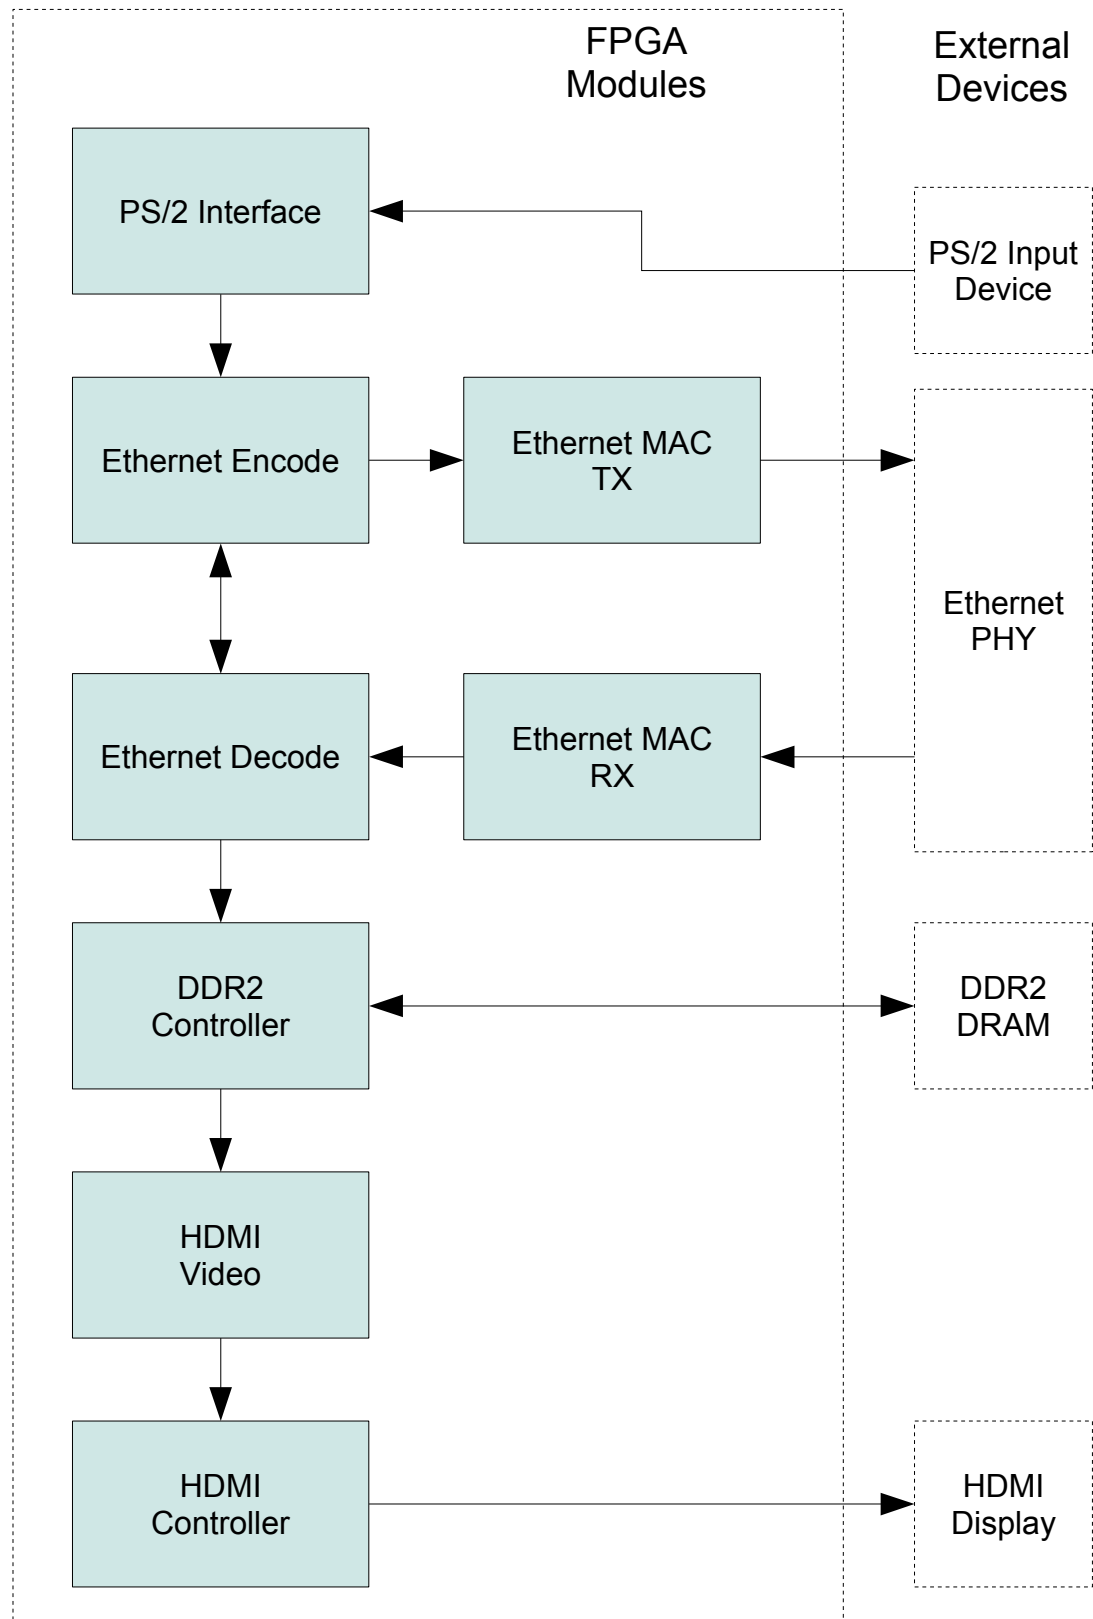 FPGA
Modules
External
Devices
PS/2 Interface
PS/2 Input
Device
Ethernet Encode
Ethernet MAC
TX
Ethernet
PHY
Ethernet Decode
Ethernet MAC
RX
DDR2
Controller
DDR2
DRAM
HDMI
Video
HDMI
Controller
HDMI
Display